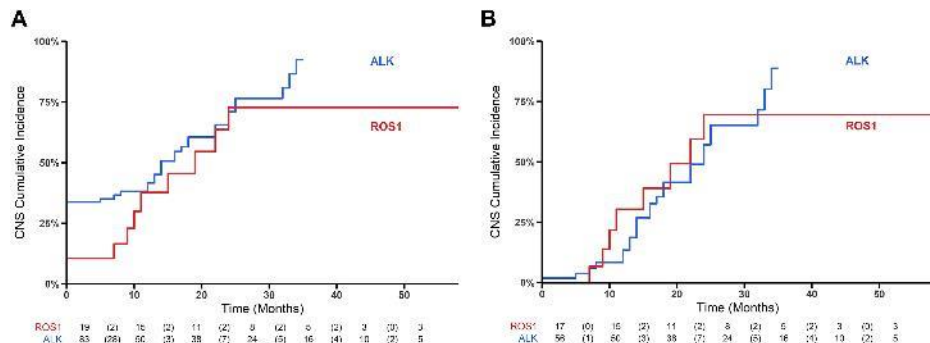 A
B
100%
75%
50%
25%
0%
CNS Cumulative Incidence
ALK
ROS1
0 10 20 30 40 50
Time (Months)
ROS1 19 (2) 15 (2) 11 (2) 8 (2) 5 (2) 3 (0) 3
ALK 83 (28) 50 (3) 38 (7) 24 (5) 16 (4) 10 (2) 5
100%
75%
50%
25%
0%
CNS Cumulative Incidence
ALK
ROS1
0 10 20 30 40 50
Time (Months)
ROS1 17 (0) 15 (2) 11 (2) 8 (2) 5 (2) 3 (0) 3
ALK 56 (1) 50 (3) 38 (7) 24 (5) 16 (4) 10 (2) 5